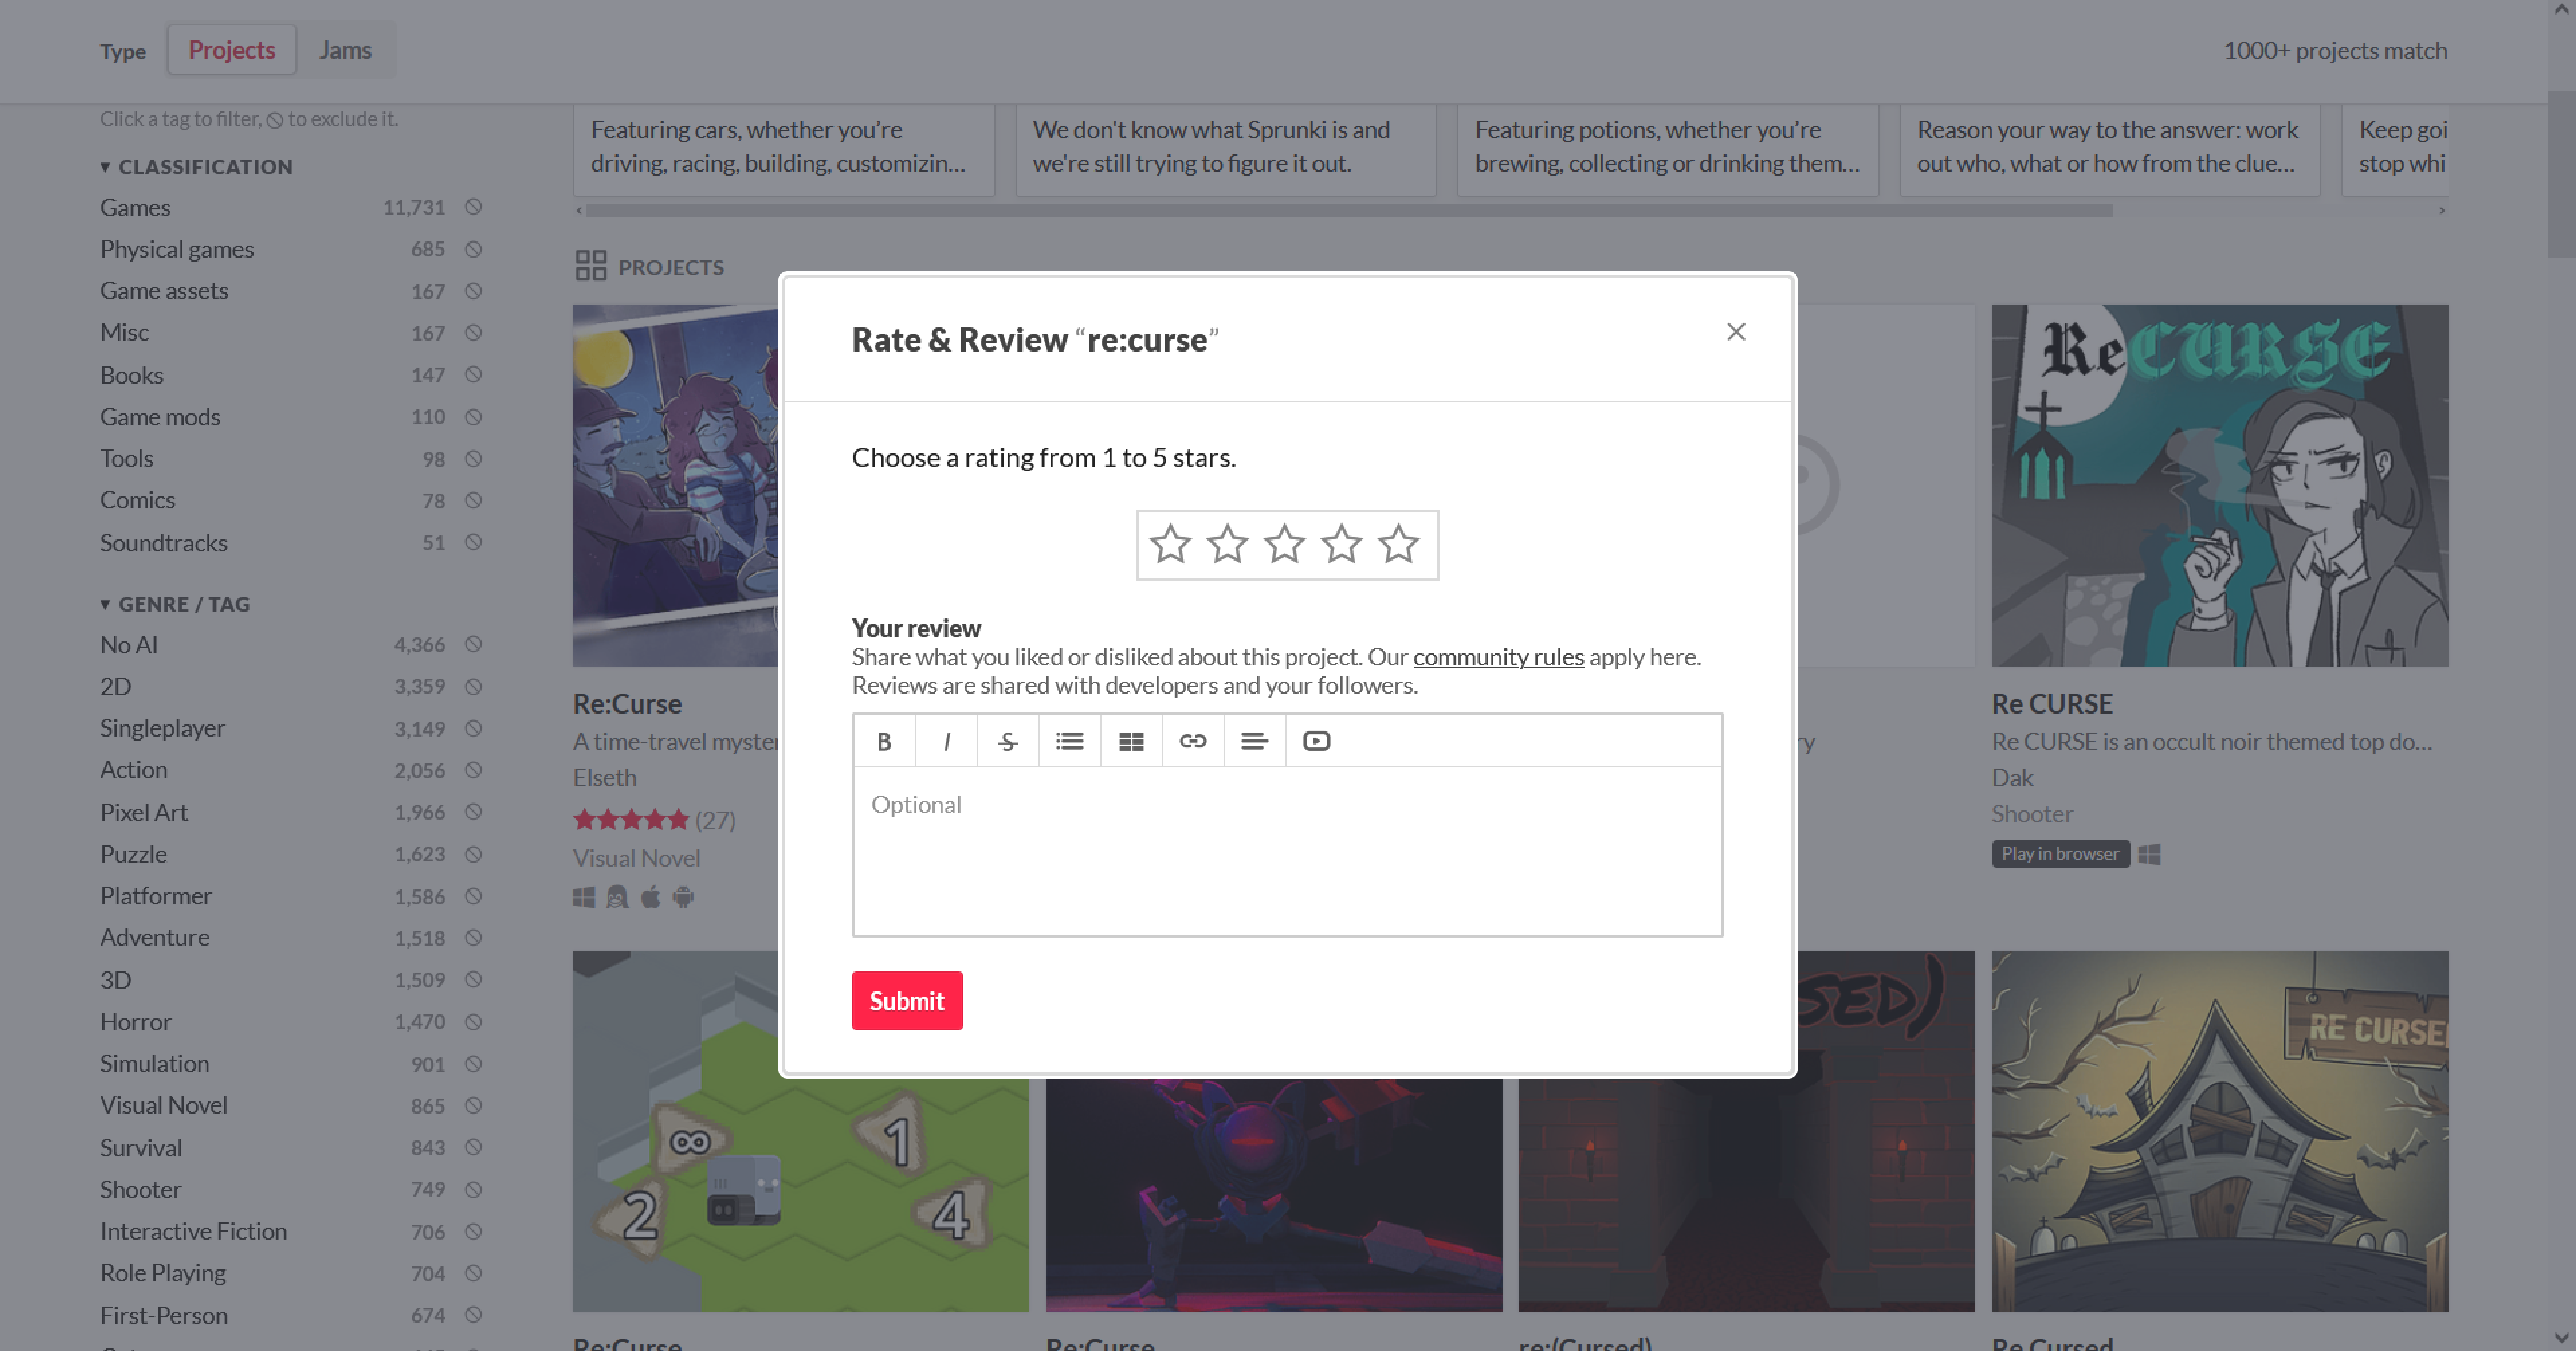 Type Projects Jams
1000+ projects match
Click a tag to filter, to exclude it.
▾ CLASSIFICATION
Games 11,731
Physical games 685
Game assets 167
Misc 167
Books 147
Game mods 110
Tools 98
Comics 78
Soundtracks 51
▾ GENRE / TAG
No AI 4,366
2D 3,359
Singleplayer 3,149
Action 2,056
Pixel Art 1,966
Puzzle 1,623
Platformer 1,586
Adventure 1,518
3D 1,509
Horror 1,470
Simulation 901
Visual Novel 865
Survival 843
Shooter 749
Interactive Fiction 706
Role Playing 704
First-Person 674
Featuring cars, whether you’re
driving, racing, building, customizin…
We don't know what Sprunki is and
we're still trying to figure it out.
Featuring potions, whether you’re
brewing, collecting or drinking them…
Reason your way to the answer: work
out who, what or how from the clue…
Keep goi
stop whi
PROJECTS
Rate & Review “re:curse”
Choose a rating from 1 to 5 stars.
Your review
Share what you liked or disliked about this project. Our community rules apply here.
Reviews are shared with developers and your followers.
B I S
Optional
Submit
Re:Curse
A time-travel myster
Elseth
(27)
Visual Novel
ry
ReCURSE
Re CURSE
Re CURSE is an occult noir themed top do…
Dak
Shooter
Play in browser
∞ 1
2 4
SED)
RE CURSE
Re:Curse
Re:Curse
re:(Cursed)
Re Cursed